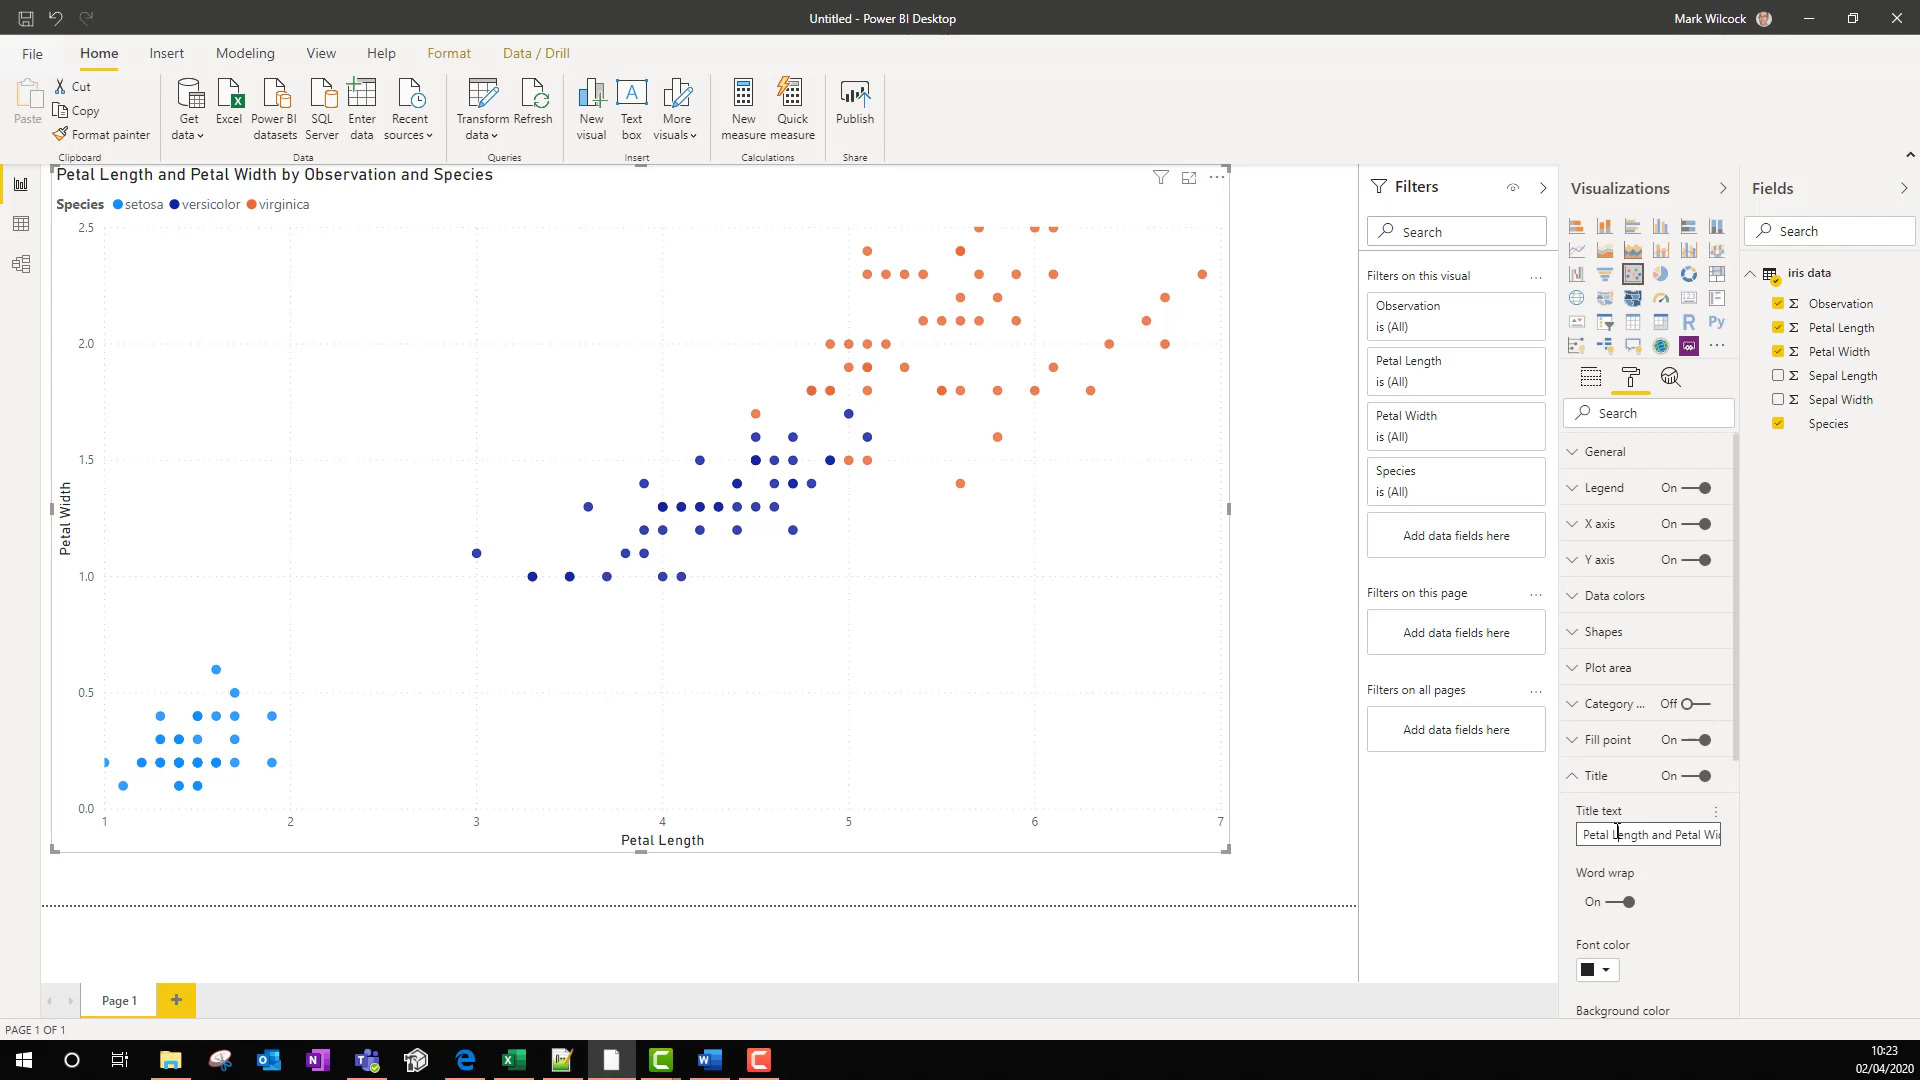 Untitled - Power BI Desktop
Mark Wilcock
File Home Insert Modeling View Help Format Data / Drill
Paste
Cut
Copy
Format painter
Clipboard
Get data
Excel
Power BI datasets
SQL Server
Enter data
Recent sources
Data
Transform data
Refresh
Queries
New visual
Text box
More visuals
Insert
New measure
Quick measure
Calculations
Publish
Share
Petal Length and Petal Width by Observation and Species
Species setosa versicolor virginica
2.5
2.0
1.5
1.0
0.5
0.0
Petal Width
1 2 3 4 5 6 7
Petal Length
Filters
Search
Filters on this visual
Observation
is (All)
Petal Length
is (All)
Petal Width
is (All)
Species
is (All)
Add data fields here
Filters on this page
Add data fields here
Filters on all pages
Add data fields here
Visualizations
R Py
Search
General
Legend On
X axis On
Y axis On
Data colors
Shapes
Plot area
Category ... Off
Fill point On
Title On
Title text
Petal Length and Petal Wi
Word wrap
On
Font color
Background color
Fields
Search
iris data
Observation
Petal Length
Petal Width
Sepal Length
Sepal Width
Species
Page 1
PAGE 1 OF 1
10:23
02/04/2020